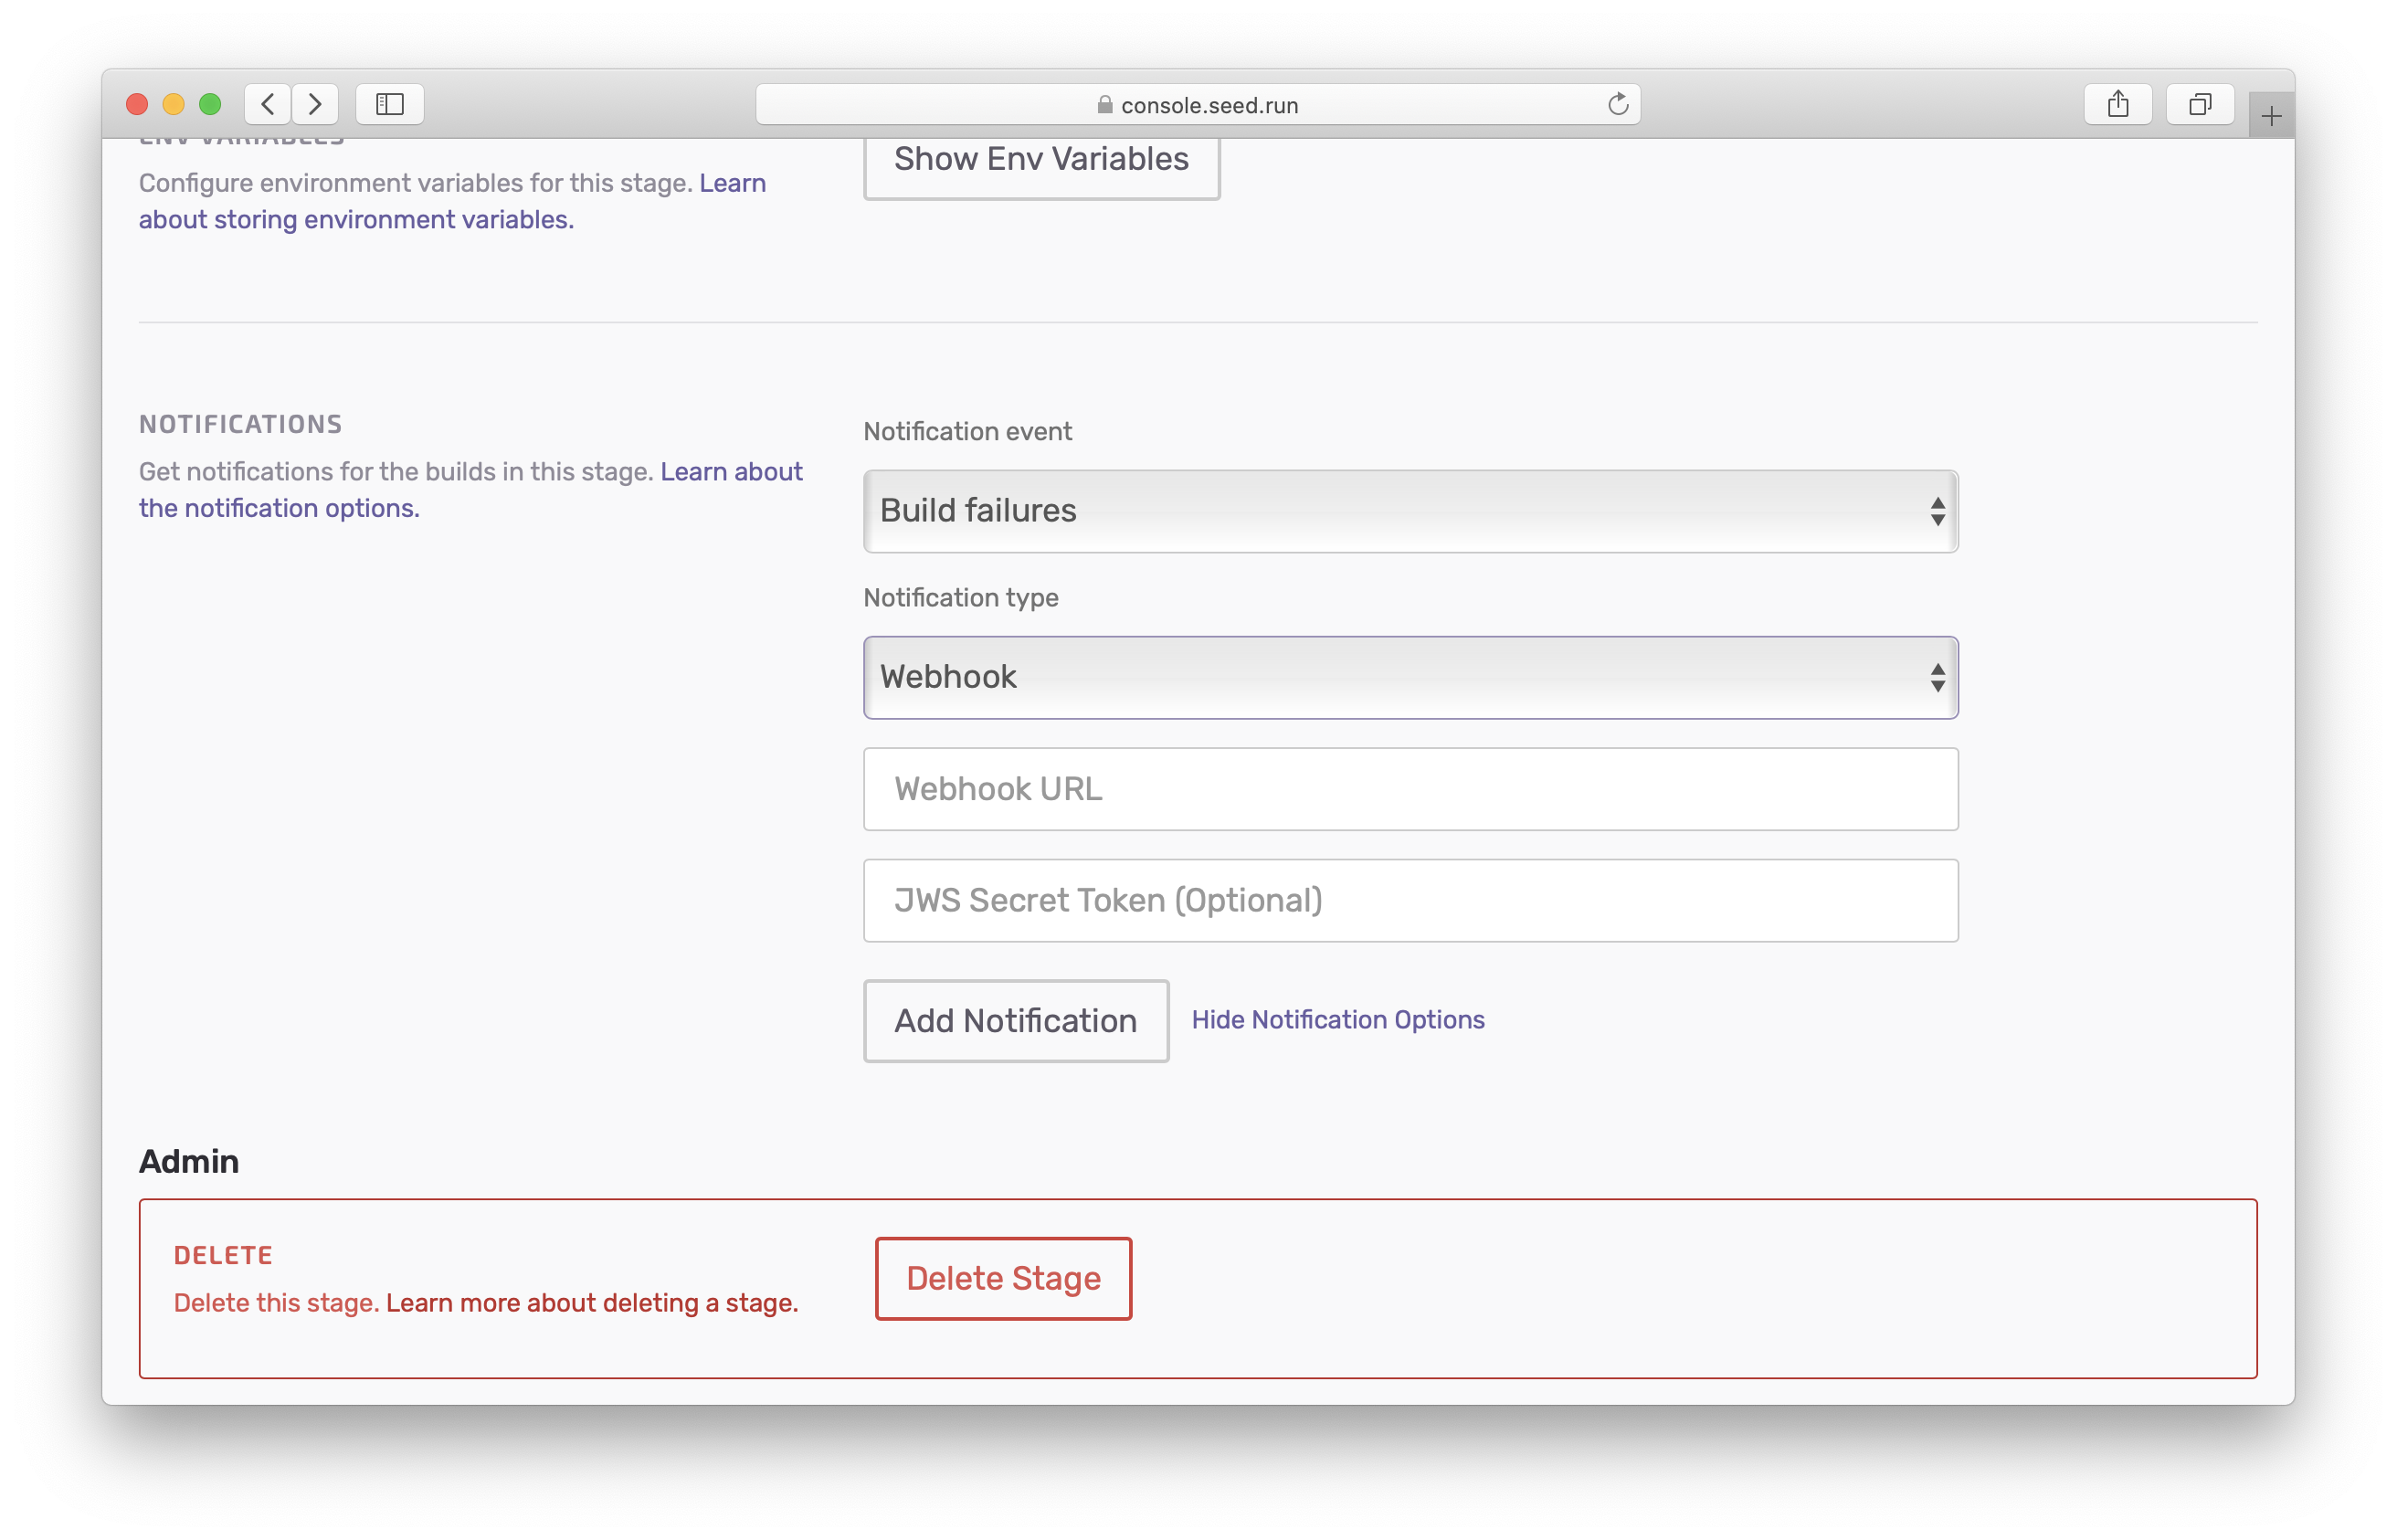 console.seed.run
ENV VARIABLES
Show Env Variables
Configure environment variables for this stage. Learn
about storing environment variables.
NOTIFICATIONS
Get notifications for the builds in this stage. Learn about
the notification options.
Notification event
Build failures
Notification type
Webhook
Webhook URL
JWS Secret Token (Optional)
Add Notification
Hide Notification Options
Admin
DELETE
Delete this stage. Learn more about deleting a stage.
Delete Stage